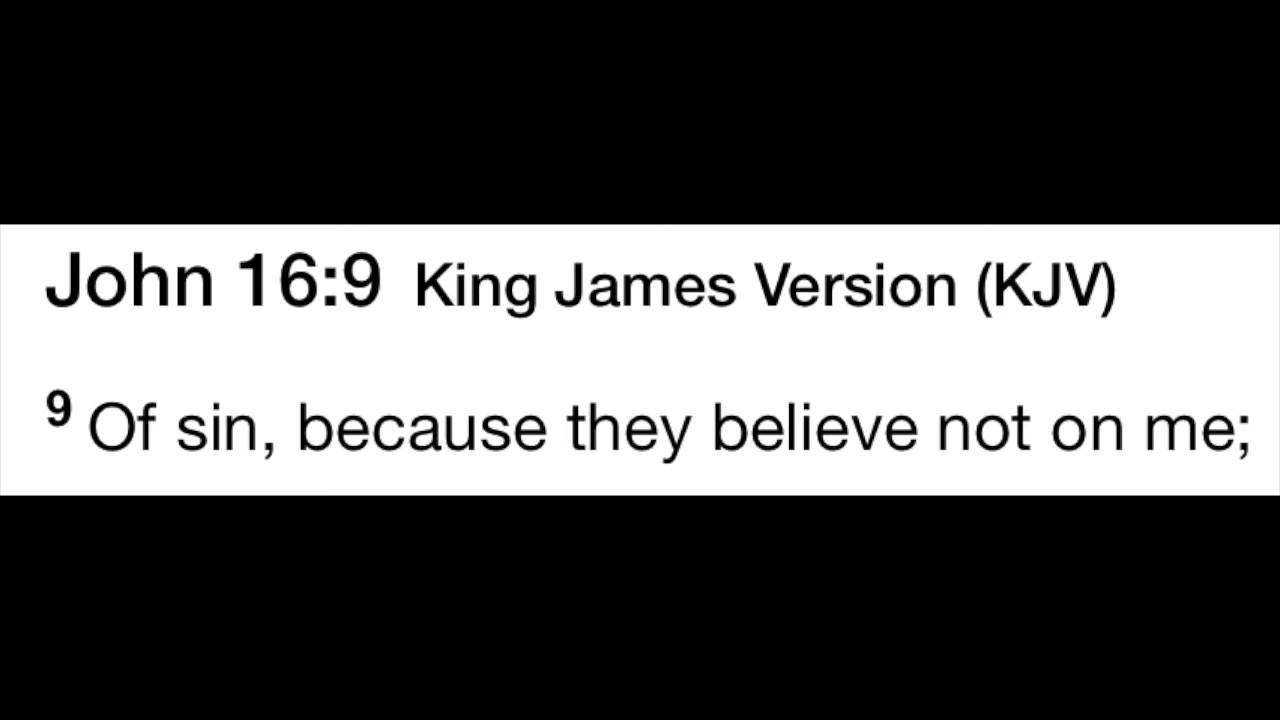 John 16:9 King James Version (KJV)
9 Of sin, because they believe not on me;